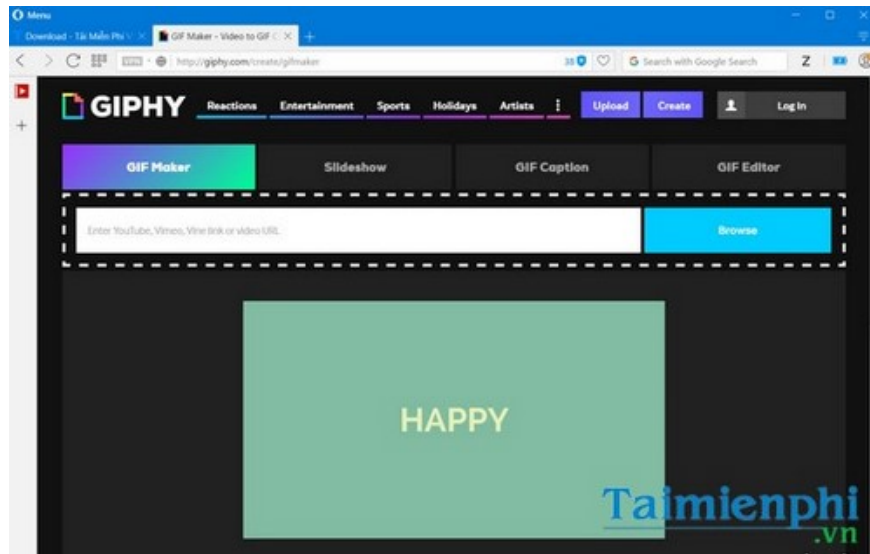 Menu
Download - Tải Miễn Phí V
GIF Maker - Video to GIF C
VPN
http://giphy.com/create/gifmaker
38
Search with Google Search
Z
GIPHY
Reactions
Entertainment
Sports
Holidays
Artists
Upload
Create
Log In
GIF Maker
Slideshow
GIF Caption
GIF Editor
Enter YouTube, Vimeo, Vine link or video URL.
Browse
HAPPY
Taimienphi
.vn